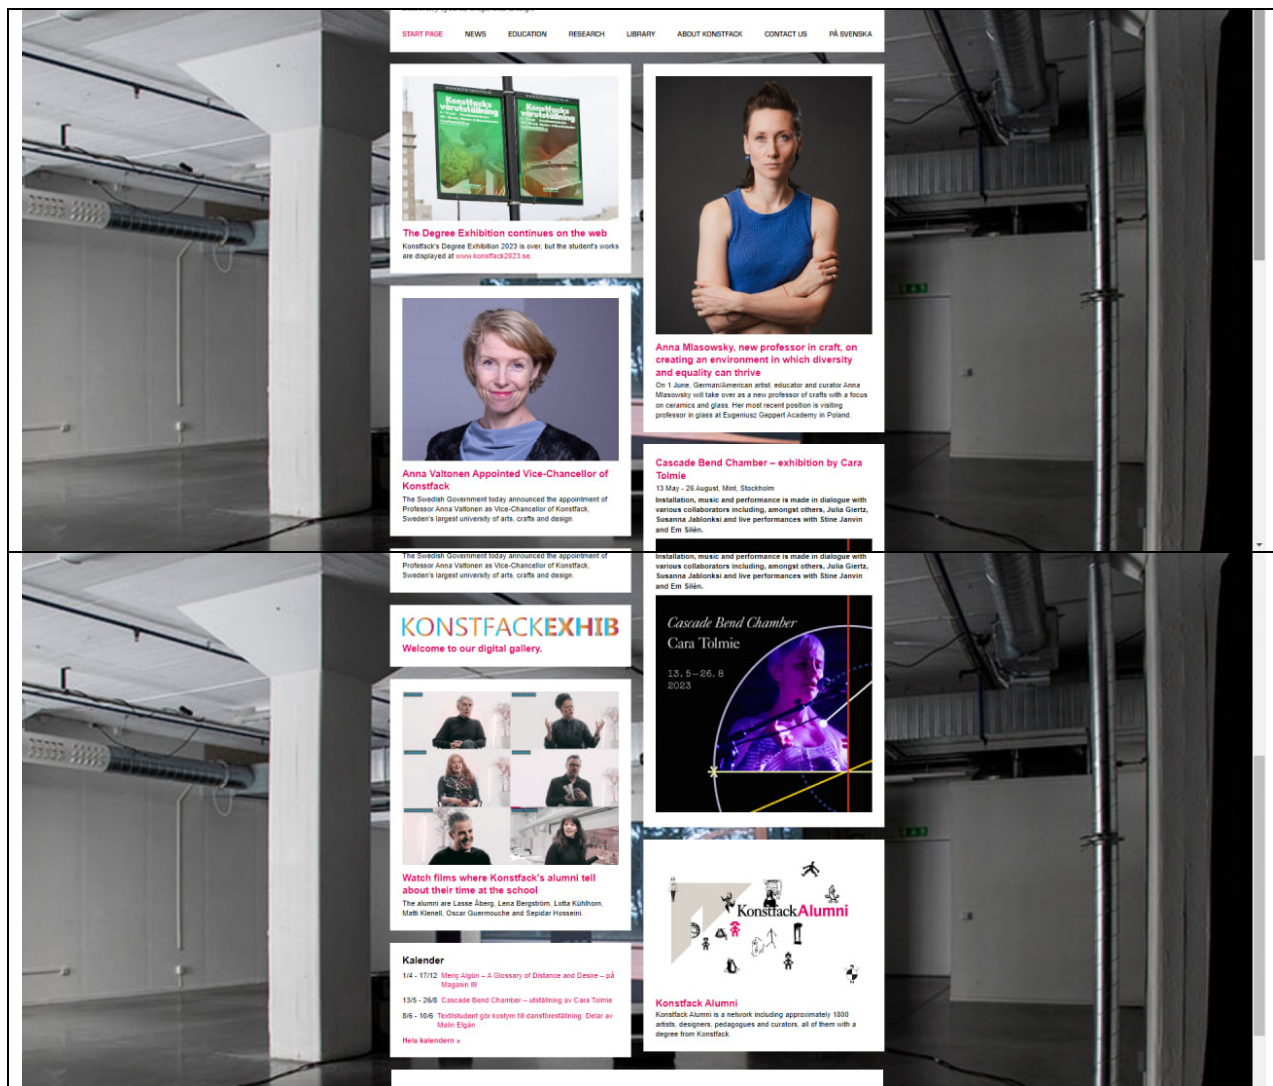 START PAGE NEWS EDUCATION RESEARCH LIBRARY ABOUT KONSTFACK CONTACT US PÅ SVENSKA
Konstfacks
vårutställning
Konstfacks
vårutställning
The Degree Exhibition continues on the web
Konstfack's Degree Exhibition 2023 is over, but the student's works
are displayed at www.konstfack2023.se.
Anna Valtonen Appointed Vice-Chancellor of
Konstfack
The Swedish Government today announced the appointment of
Professor Anna Valtonen as Vice-Chancellor of Konstfack,
Sweden's largest university of arts, crafts and design.
Anna Mlasowsky, new professor in craft, on
creating an environment in which diversity
and equality can thrive
On 1 June, German/American artist, educator and curator Anna
Mlasowsky will take over as a new professor of crafts with a focus
on ceramics and glass. Her most recent position is visiting
professor in glass at Eugeniusz Geppert Academy in Poland.
Cascade Bend Chamber – exhibition by Cara
Tolmie
13 May - 26 August, Mint, Stockholm
Installation, music and performance is made in dialogue with
various collaborators including, amongst others, Julia Giertz,
Susanna Jablonksi and live performances with Stine Janvin
and Em Silén.
The Swedish Government today announced the appointment of
Professor Anna Valtonen as Vice-Chancellor of Konstfack,
Sweden's largest university of arts, crafts and design.
KONSTFACKEXHIB
Welcome to our digital gallery.
Watch films where Konstfack's alumni tell
about their time at the school
The alumni are Lasse Åberg, Lena Bergström, Lotta Kühlhorn,
Matti Klenell, Oscar Guermouche and Sepidar Hosseini.
Kalender
1/4 - 17/12 Meriç Algün – A Glossary of Distance and Desire – på
Magasin III
13/5 - 26/8 Cascade Bend Chamber – utställning av Cara Tolmie
8/6 - 10/6 Textilstudent gör kostym till dansföreställning: Delar av
Malin Elgán
Hela kalendern »
Installation, music and performance is made in dialogue with
various collaborators including, amongst others, Julia Giertz,
Susanna Jablonksi and live performances with Stine Janvin
and Em Silén.
Cascade Bend Chamber
Cara Tolmie
13.5–26.8
2023
KonstfackAlumni
Konstfack Alumni
Konstfack Alumni is a network including approximately 1800
artists, designers, pedagogues and curators, all of them with a
degree from Konstfack.